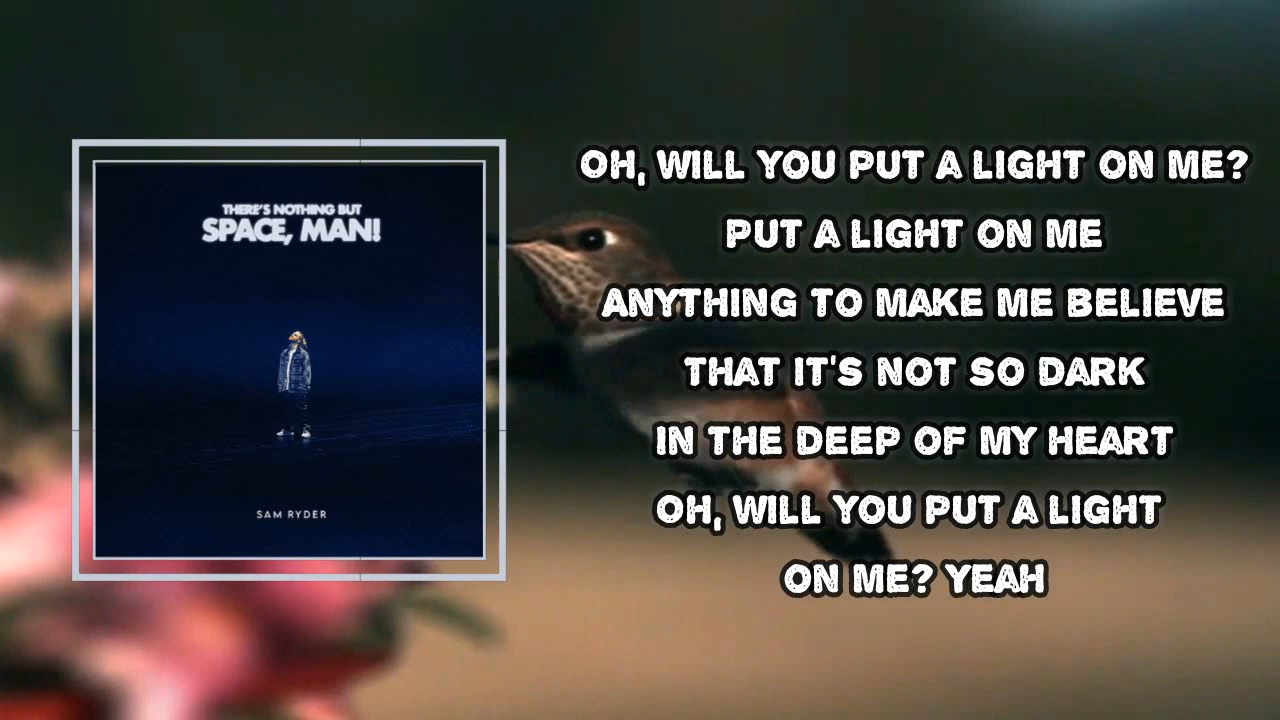 THERE'S NOTHING BUT
SPACE, MAN!
SAM RYDER
OH, WILL YOU PUT A LIGHT ON ME?
PUT A LIGHT ON ME
ANYTHING TO MAKE ME BELIEVE
THAT IT'S NOT SO DARK
IN THE DEEP OF MY HEART
OH, WILL YOU PUT A LIGHT
ON ME? YEAH